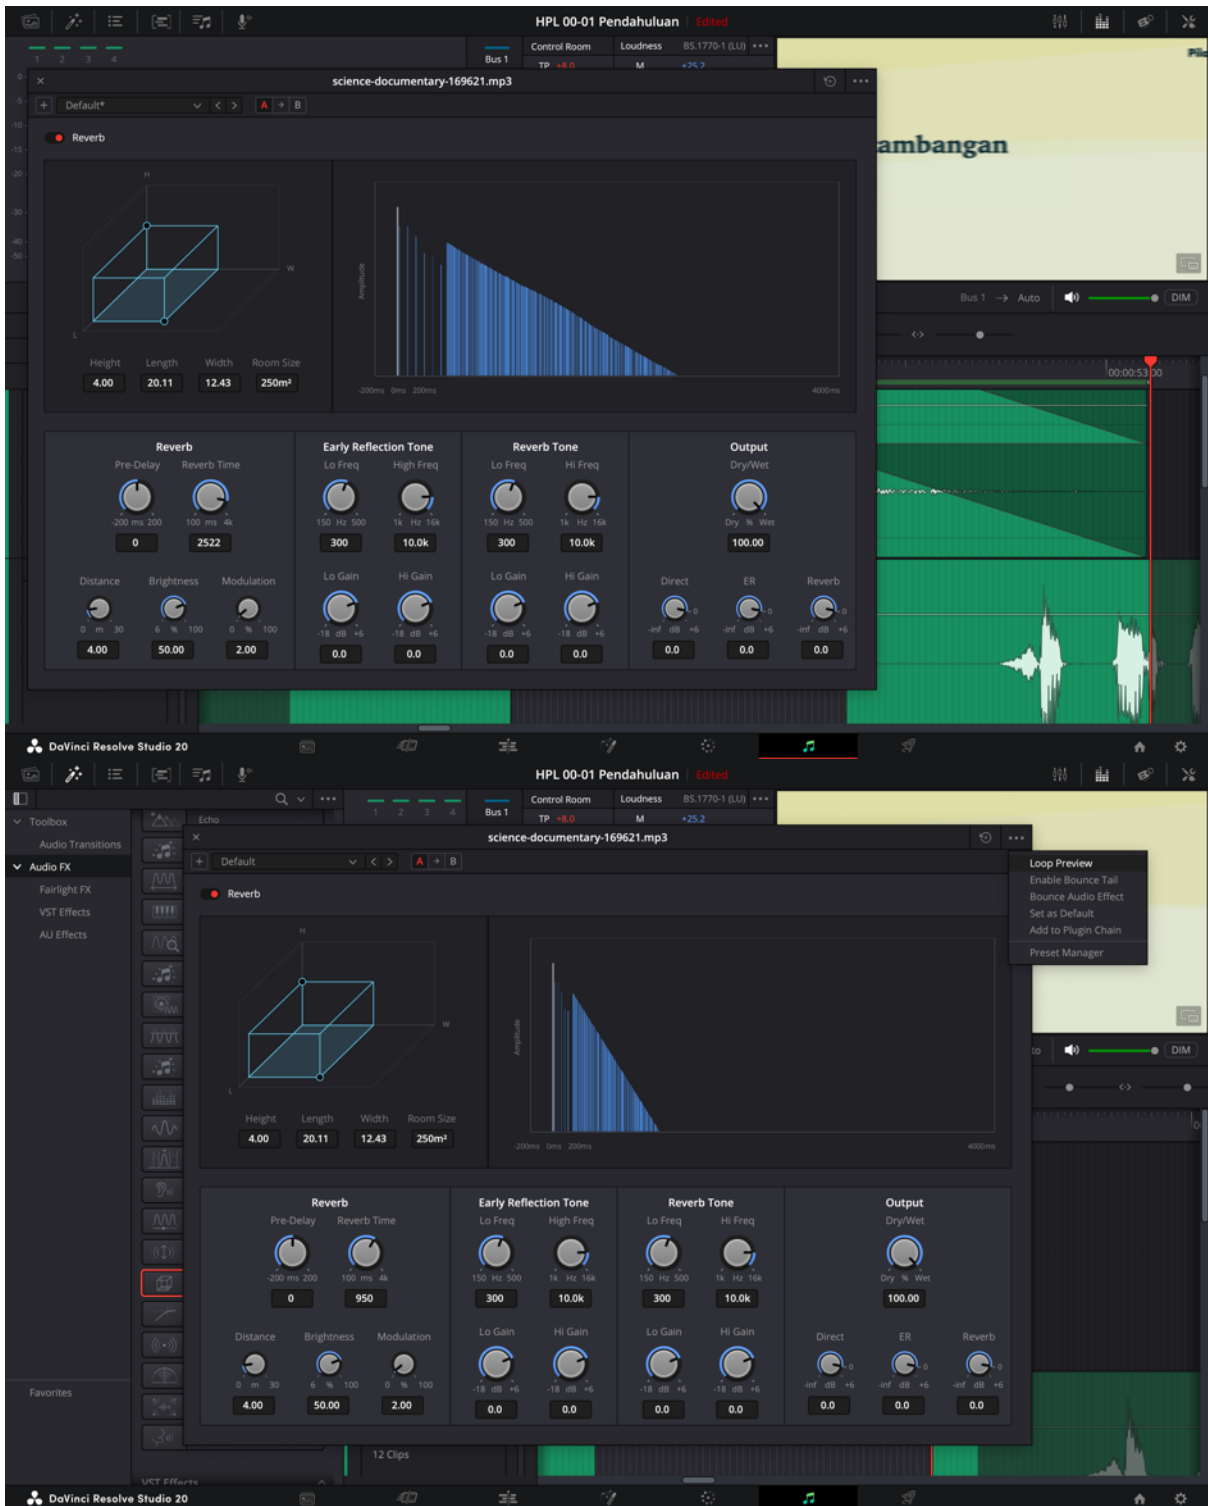 HPL 00-01 Pendahuluan | Edited
1 2 3 4 Bus 1 Control Room Loudness BS.1770-1 (LU)
TP +8.0 M +25.2
science-documentary-169621.mp3
Default* A B
Reverb
ambangan
0
-5
-10
-15
-20
-30
-40
-50
H
W
L
Amplitude
-200ms 0ms 200ms 4000ms
Height Length Width Room Size
4.00 20.11 12.43 250m²
Bus 1 → Auto DIM
00:00:53:00
Reverb Early Reflection Tone Reverb Tone Output
Pre-Delay Reverb Time Lo Freq High Freq Lo Freq Hi Freq Dry/Wet
-200 ms 200 100 ms 4k 150 Hz 500 1k Hz 16k 150 Hz 500 1k Hz 16k Dry % Wet
0 2522 300 10.0k 300 10.0k 100.00
Distance Brightness Modulation Lo Gain Hi Gain Lo Gain Hi Gain Direct ER Reverb
0 m 30 6 % 100 0 % 100 -18 dB +6 -18 dB +6 -18 dB +6 -18 dB +6 -inf dB +6 -inf dB +6 -inf dB +6
4.00 50.00 2.00 0.0 0.0 0.0 0.0 0.0 0.0 0.0
DaVinci Resolve Studio 20
HPL 00-01 Pendahuluan | Edited
1 2 3 4 Bus 1 Control Room Loudness BS.1770-1 (LU)
TP +8.0 M +25.2
Toolbox
Audio Transitions
Audio FX
Fairlight FX
VST Effects
AU Effects
Favorites
Echo
VST Effects
science-documentary-169621.mp3
Default A B
Reverb
Loop Preview
Enable Bounce Tail
Bounce Audio Effect
Set as Default
Add to Plugin Chain
Preset Manager
H
W
L
Amplitude
-200ms 0ms 200ms 4000ms
Height Length Width Room Size
4.00 20.11 12.43 250m²
to DIM
Reverb Early Reflection Tone Reverb Tone Output
Pre-Delay Reverb Time Lo Freq High Freq Lo Freq Hi Freq Dry/Wet
-200 ms 200 100 ms 4k 150 Hz 500 1k Hz 16k 150 Hz 500 1k Hz 16k Dry % Wet
0 950 300 10.0k 300 10.0k 100.00
Distance Brightness Modulation Lo Gain Hi Gain Lo Gain Hi Gain Direct ER Reverb
0 m 30 6 % 100 0 % 100 -18 dB +6 -18 dB +6 -18 dB +6 -18 dB +6 -inf dB +6 -inf dB +6 -inf dB +6
4.00 50.00 2.00 0.0 0.0 0.0 0.0 0.0 0.0 0.0
12 Clips
DaVinci Resolve Studio 20